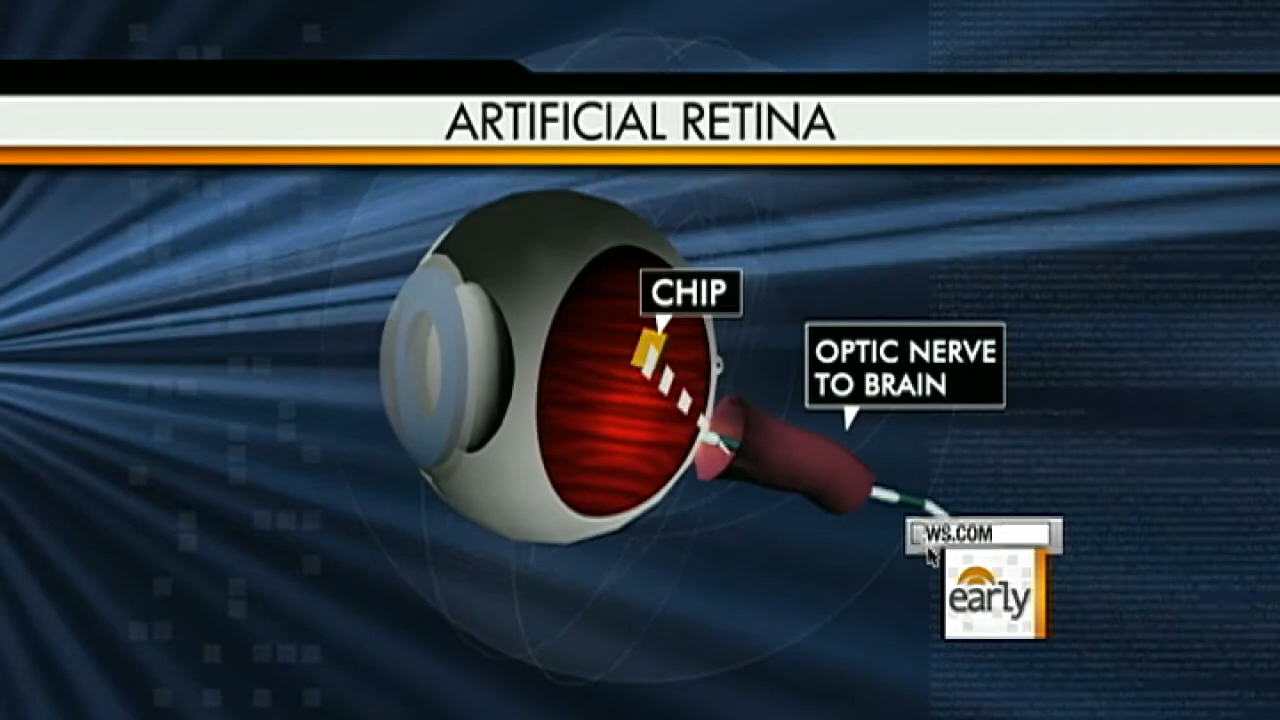 ARTIFICIAL RETINA
CHIP
OPTIC NERVE
TO BRAIN
WS.COM
early